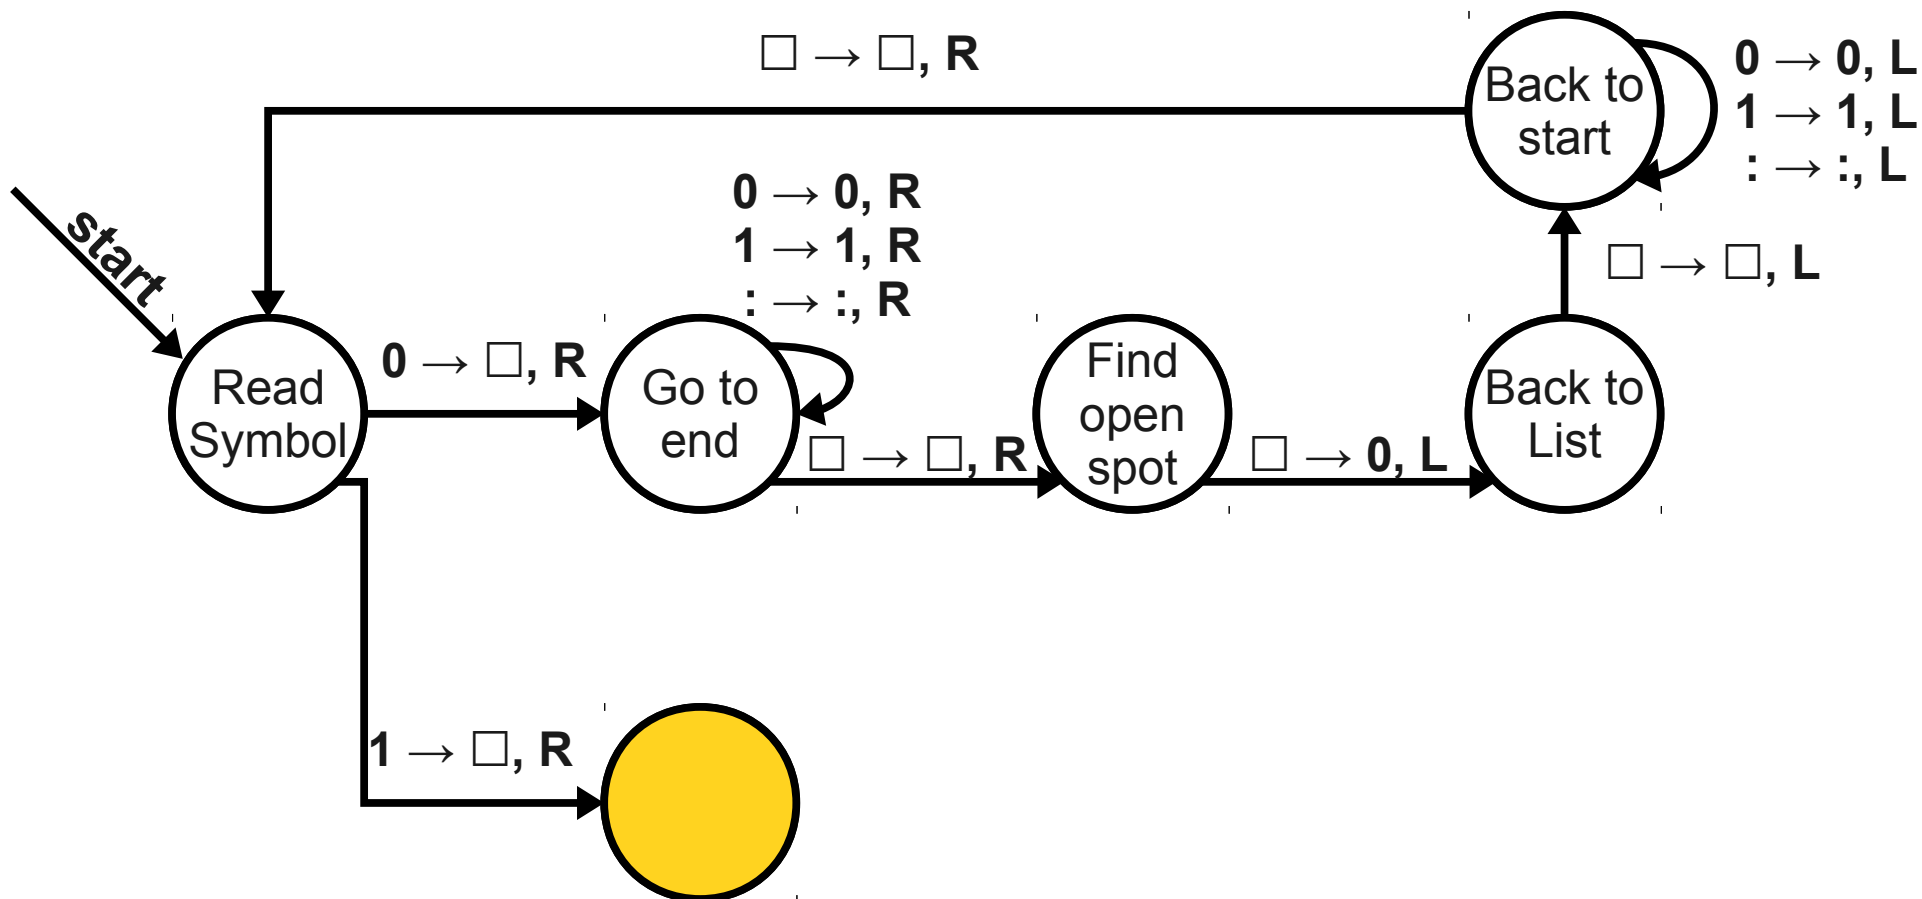 □ → □, R
Back to
start
0 → 0, L
1 → 1, L
: → :, L
0 → 0, R
1 → 1, R
: → :, R
start
□ → □, L
Read
Symbol
0 → □, R
Go to
end
□ → □, R
Find
open
spot
□ → 0, L
Back to
List
1 → □, R